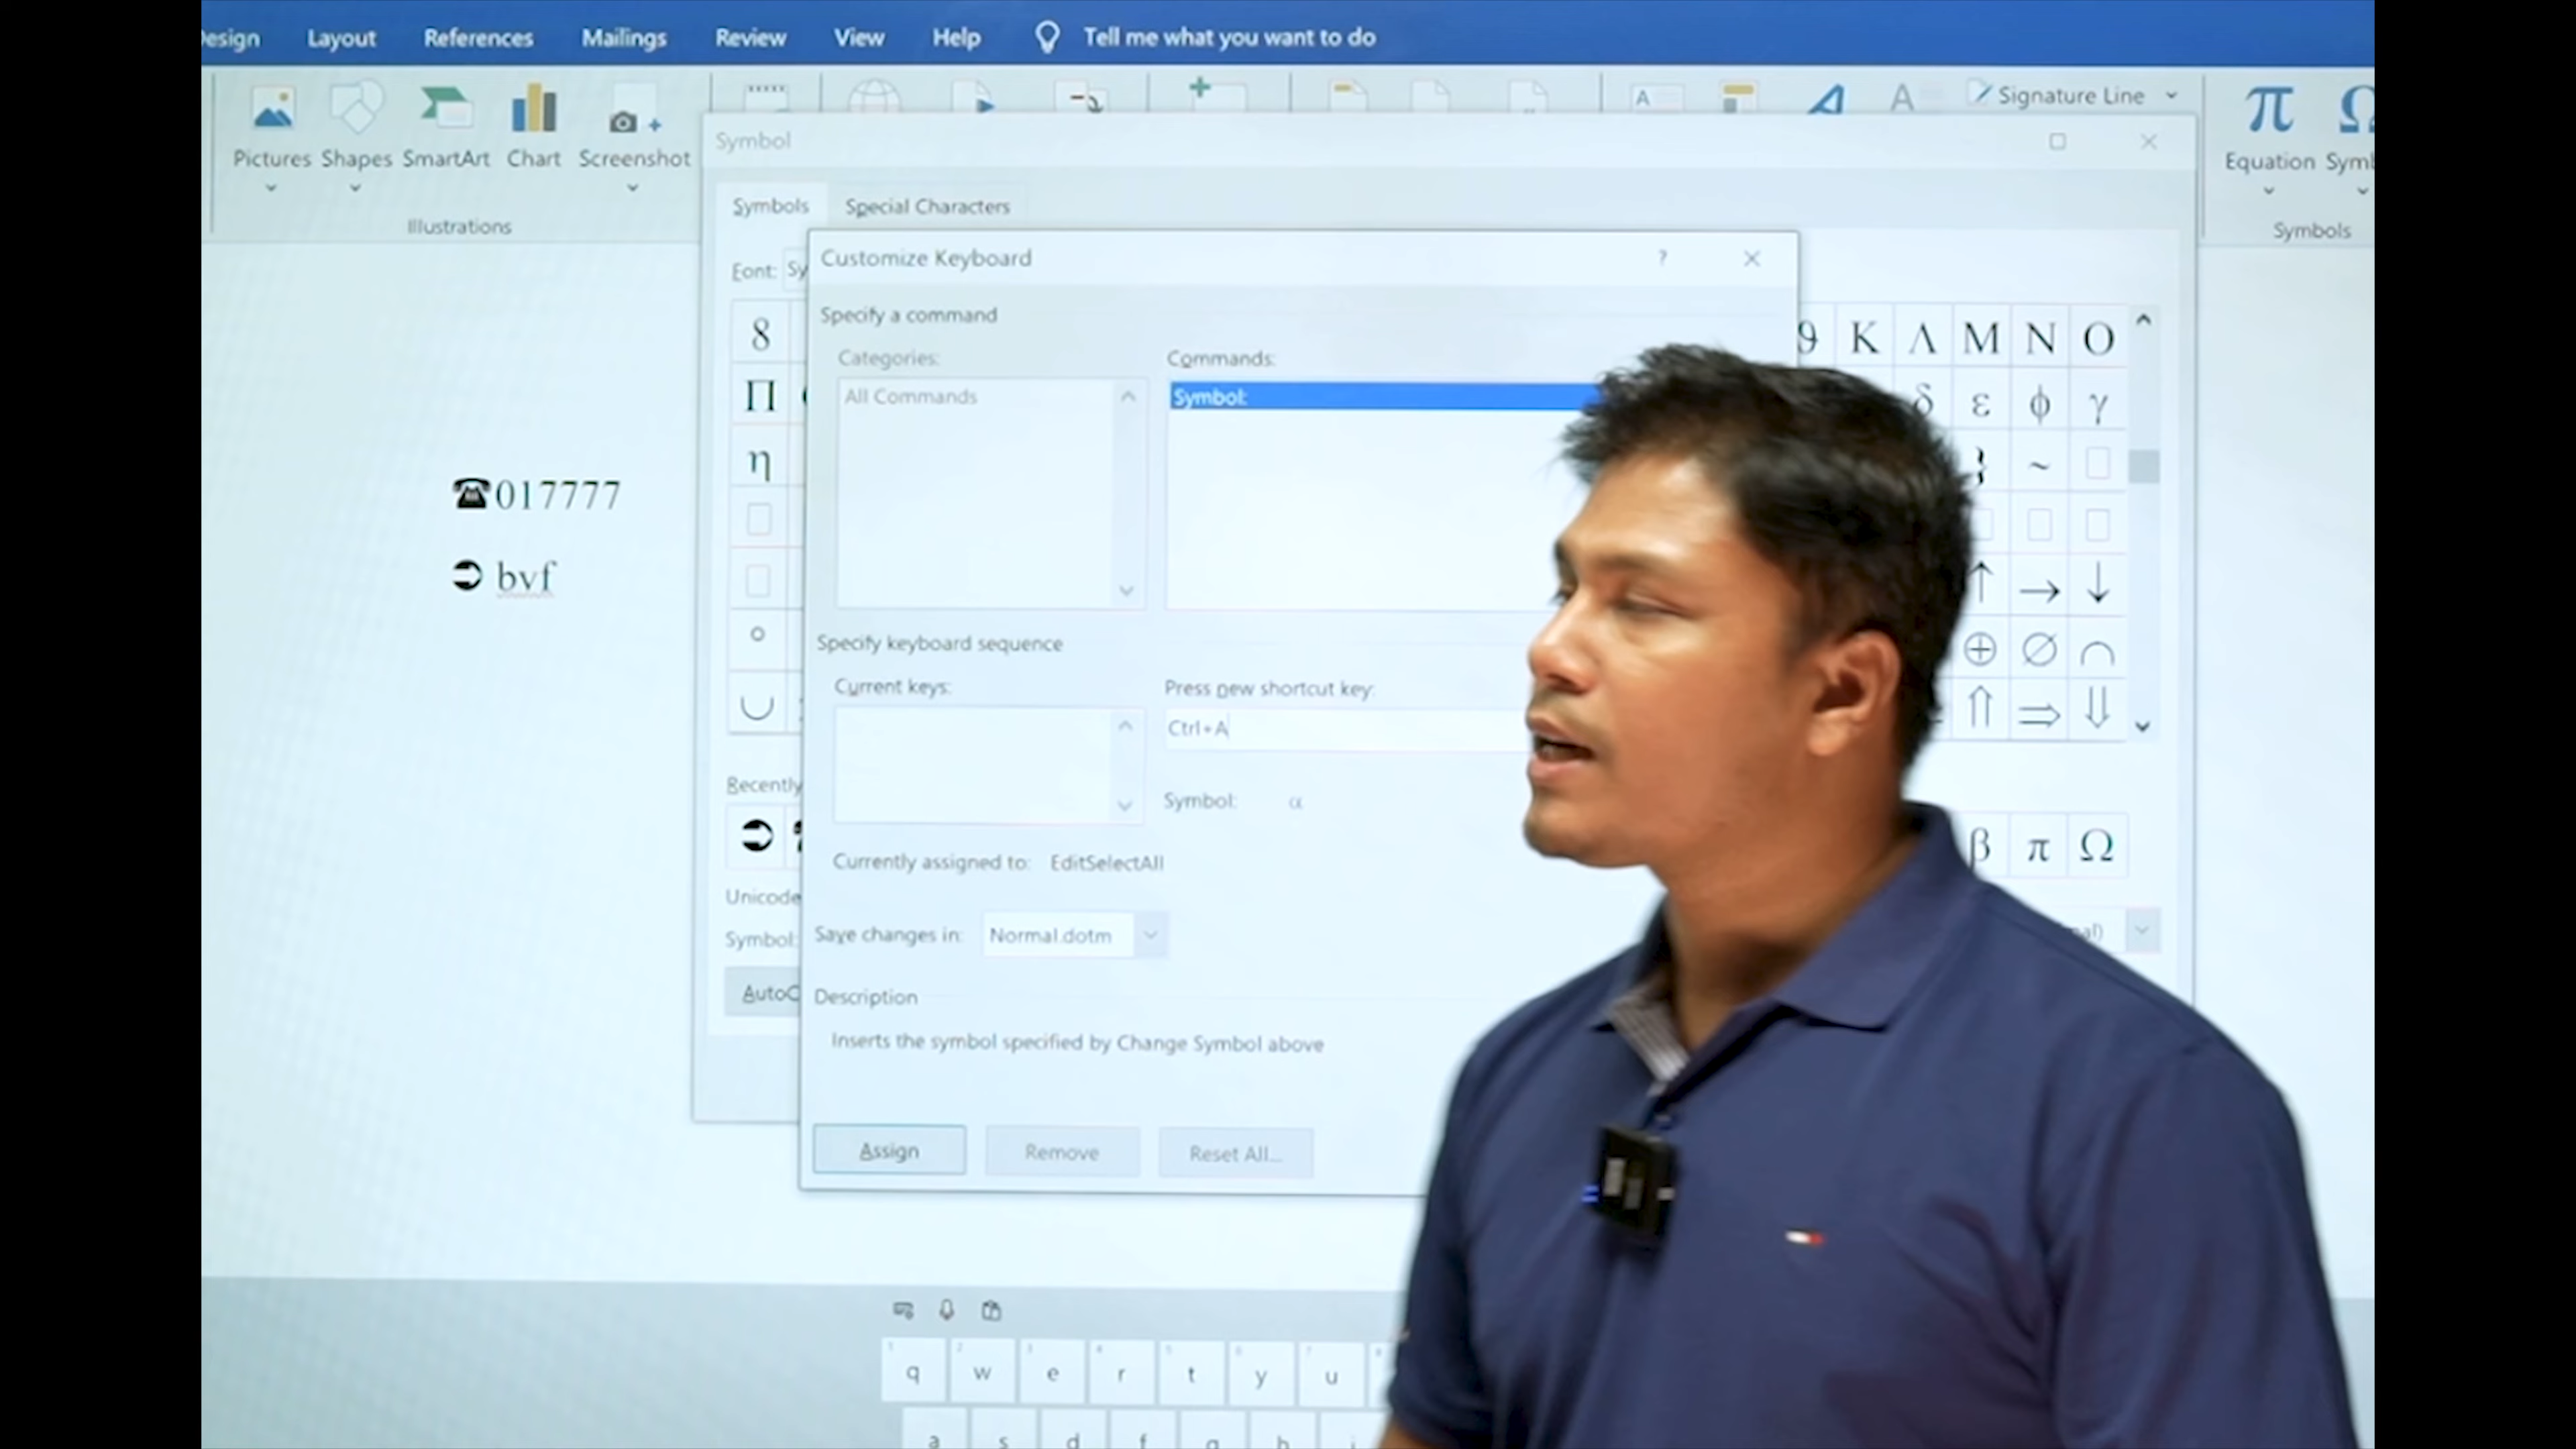 Layout References Mailings Review View Help Tell me what you want to do
Pictures Shapes SmartArt Chart Screenshot
Illustrations
Signature Line
Equation
Symbols
Symbol
Symbols Special Characters
Font: Sy
Customize Keyboard ?
Specify a command
Categories: Commands:
All Commands Symbol:
8 ϑ Κ Λ Μ Ν Ο
Π δ ε ϕ γ
η } ~
↑ → ↓
° ⊕ ∅ ∩
∪ ⇑ ⇒ ⇓
☎017777
➲ bvf
Specify keyboard sequence
Current keys: Press new shortcut key:
Ctrl+A
Symbol: α
Currently assigned to: EditSelectAll
Save changes in: Normal.dotm
Description
Inserts the symbol specified by Change Symbol above
Assign Remove Reset All...
Recently
➲ β π Ω
Unicode
Symbol:
q w e r t y u
a s d f g h j